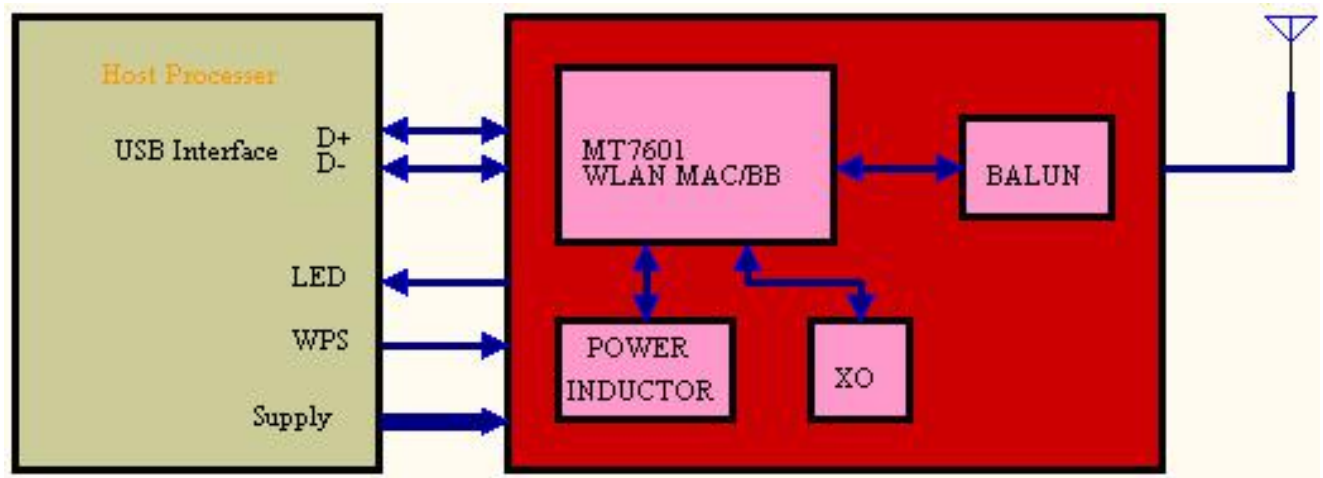 Host Processer
USB Interface D+
D-
LED
WPS
Supply
MT7601
WLAN MAC/BB
BALUN
POWER
INDUCTOR
XO